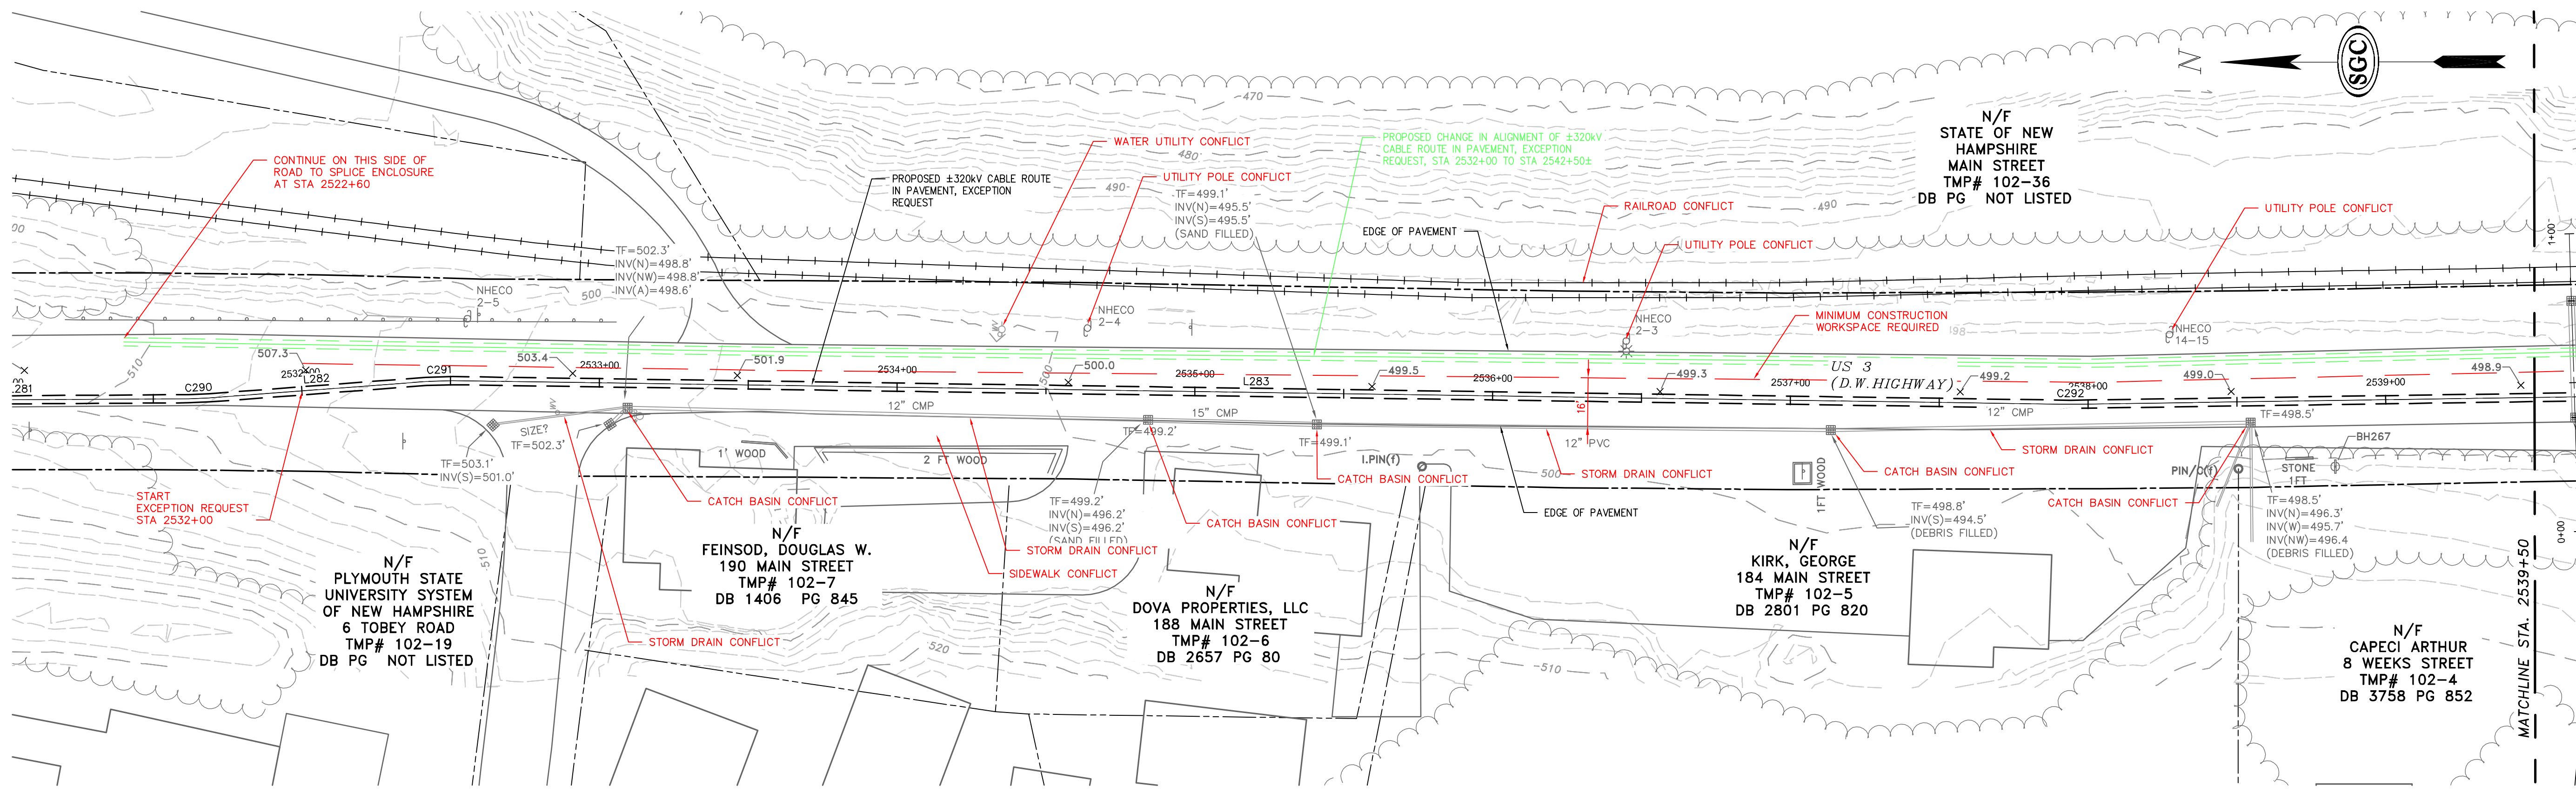 CONTINUE ON THIS SIDE OF
ROAD TO SPLICE ENCLOSURE
AT STA 2522+60
WATER UTILITY CONFLICT
UTILITY POLE CONFLICT
PROPOSED ±320kV CABLE ROUTE
IN PAVEMENT, EXCEPTION
REQUEST
TF=499.1'
INV(N)=495.5'
INV(S)=495.5'
(SAND FILLED)
PROPOSED CHANGE IN ALIGNMENT OF ±320kV
CABLE ROUTE IN PAVEMENT, EXCEPTION
REQUEST, STA 2532+00 TO STA 2542+50±
EDGE OF PAVEMENT
RAILROAD CONFLICT
UTILITY POLE CONFLICT
N/F
STATE OF NEW
HAMPSHIRE
MAIN STREET
TMP# 102-36
DB PG NOT LISTED
UTILITY POLE CONFLICT
N
SGC
470
480
490
490
1+00
TF=502.3'
INV(N)=498.8'
INV(NW)=498.8'
INV(A)=498.6'
500
NHECO
2-5
NHECO
2-4
NHECO
2-3
NHECO
14-15
MINIMUM CONSTRUCTION
WORKSPACE REQUIRED
US 3
(D.W.HIGHWAY)
510
507.3
503.4
501.9
500.0
499.5
499.3
499.2
499.0
498.9
500
2532+00
2533+00
2534+00
2535+00
2536+00
2537+00
2538+00
2539+00
L281
C290
L282
C291
L283
C292
16'
12" CMP
15" CMP
12" PVC
12" CMP
SIZE?
TF=502.3'
TF=503.1'
INV(S)=501.0'
1' WOOD
2 FT WOOD
TF=499.2'
TF=499.1'
I.PIN(f)
500
STORM DRAIN CONFLICT
1FT WOOD
CATCH BASIN CONFLICT
STORM DRAIN CONFLICT
TF=498.5'
BH267
PIN/C(f)
STONE
1FT
START
EXCEPTION REQUEST
STA 2532+00
CATCH BASIN CONFLICT
TF=499.2'
INV(N)=496.2'
INV(S)=496.2'
(SAND FILLED)
CATCH BASIN CONFLICT
CATCH BASIN CONFLICT
EDGE OF PAVEMENT
TF=498.8'
INV(S)=494.5'
(DEBRIS FILLED)
CATCH BASIN CONFLICT
TF=498.5'
INV(N)=496.3'
INV(W)=495.7'
INV(NW)=496.4
(DEBRIS FILLED)
0+00
STORM DRAIN CONFLICT
SIDEWALK CONFLICT
STORM DRAIN CONFLICT
510
520
510
N/F
PLYMOUTH STATE
UNIVERSITY SYSTEM
OF NEW HAMPSHIRE
6 TOBEY ROAD
TMP# 102-19
DB PG NOT LISTED
N/F
FEINSOD, DOUGLAS W.
190 MAIN STREET
TMP# 102-7
DB 1406 PG 845
N/F
DOVA PROPERTIES, LLC
188 MAIN STREET
TMP# 102-6
DB 2657 PG 80
N/F
KIRK, GEORGE
184 MAIN STREET
TMP# 102-5
DB 2801 PG 820
N/F
CAPECI ARTHUR
8 WEEKS STREET
TMP# 102-4
DB 3758 PG 852
MATCHLINE STA. 2539+50